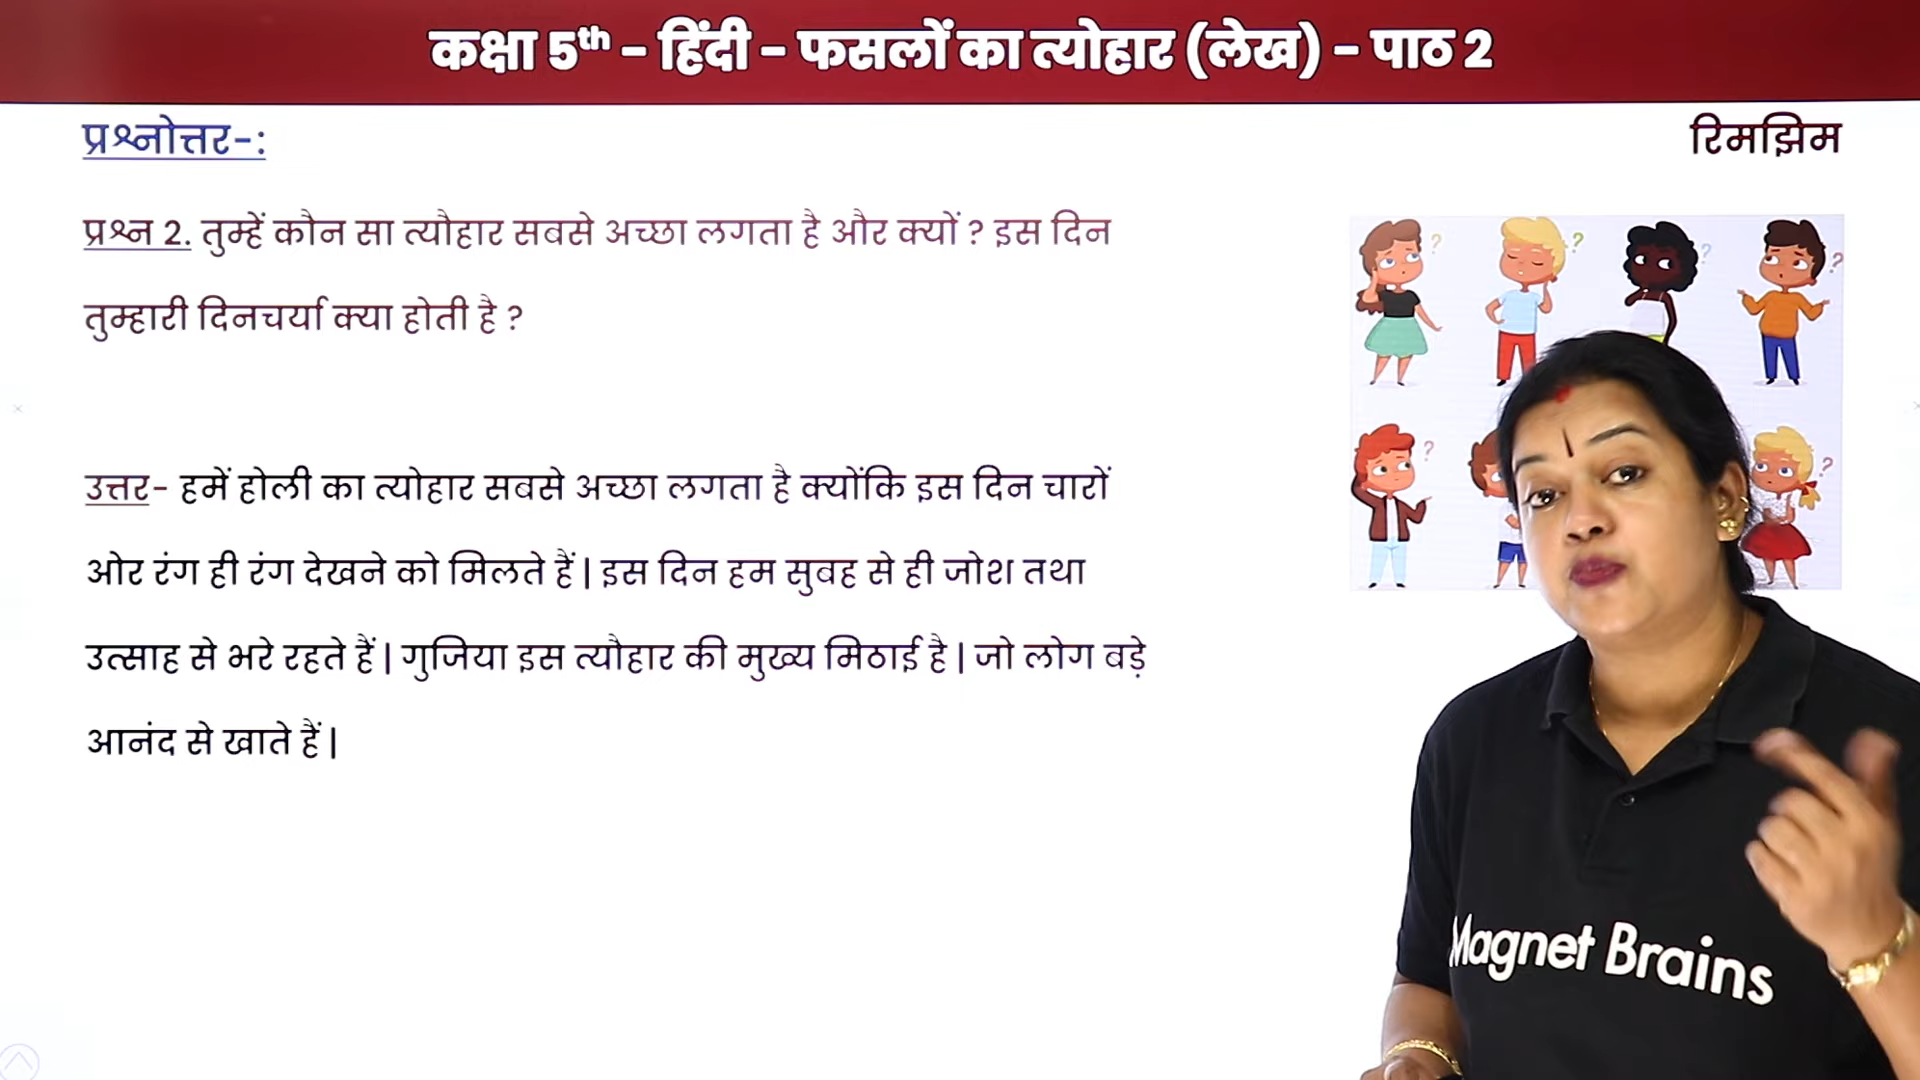 कक्षा 5th - हिंदी - फसलों का त्योहार (लेख) - पाठ 2
प्रश्नोत्तर-:
रिमझिम
प्रश्न 2. तुम्हें कौन सा त्यौहार सबसे अच्छा लगता है और क्यों ? इस दिन
तुम्हारी दिनचर्या क्या होती है ?
उत्तर- हमें होली का त्योहार सबसे अच्छा लगता है क्योंकि इस दिन चारों
ओर रंग ही रंग देखने को मिलते हैं | इस दिन हम सुबह से ही जोश तथा
उत्साह से भरे रहते हैं | गुजिया इस त्यौहार की मुख्य मिठाई है | जो लोग बड़े
आनंद से खाते हैं |
Magnet Brains